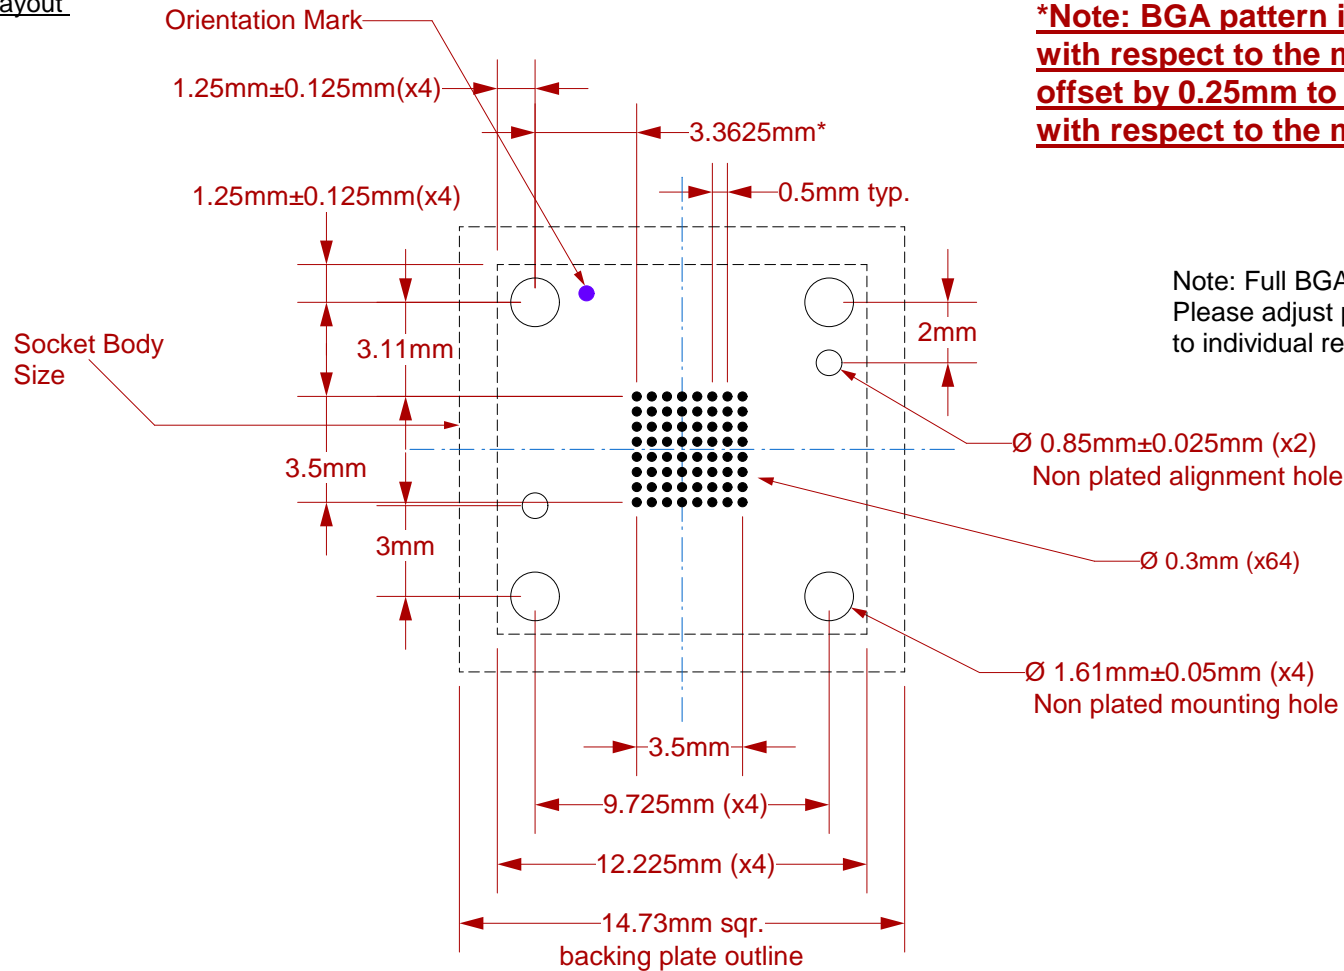 ayout
Orientation Mark
*Note: BGA pattern i
with respect to the
offset by 0.25mm to
with respect to the
1.25mm±0.125mm(x4)
3.3625mm*
1.25mm±0.125mm(x4)
0.5mm typ.
Note: Full BGA
Please adjust
to individual
Socket Body
Size
3.11mm
2mm
Ø 0.85mm±0.025mm (x2)
Non plated alignment hole
3.5mm
3mm
Ø 0.3mm (x64)
Ø 1.61mm±0.05mm (x4)
Non plated mounting hole
3.5mm
9.725mm (x4)
12.225mm (x4)
14.73mm sqr.
backing plate outline